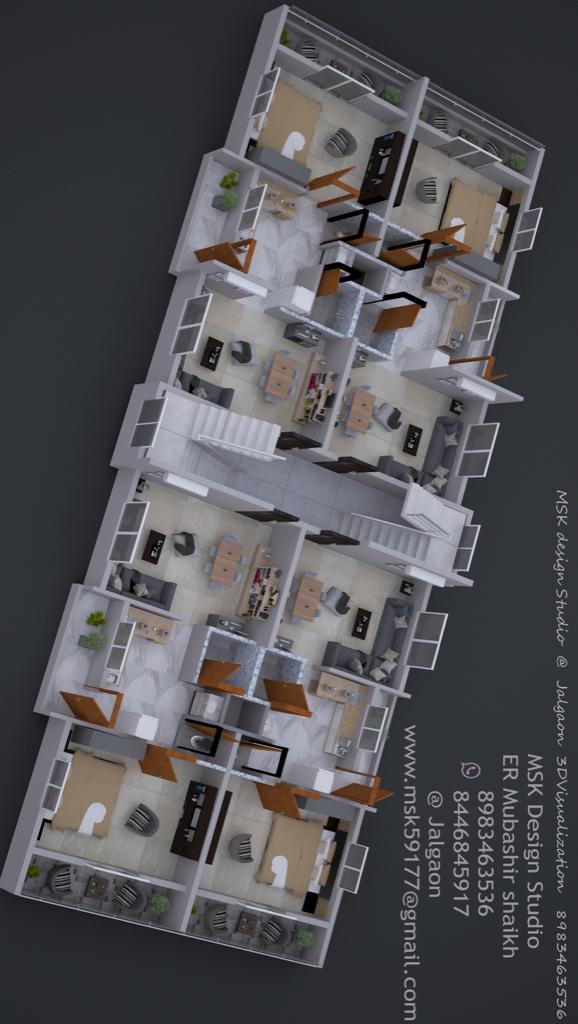 MSK design Studio @ Jalgaon 3DVisualization 8983463536
MSK Design Studio
ER Mubashir shaikh
8983463536
8446845917
@ Jalgaon
www.msk59177@gmail.com